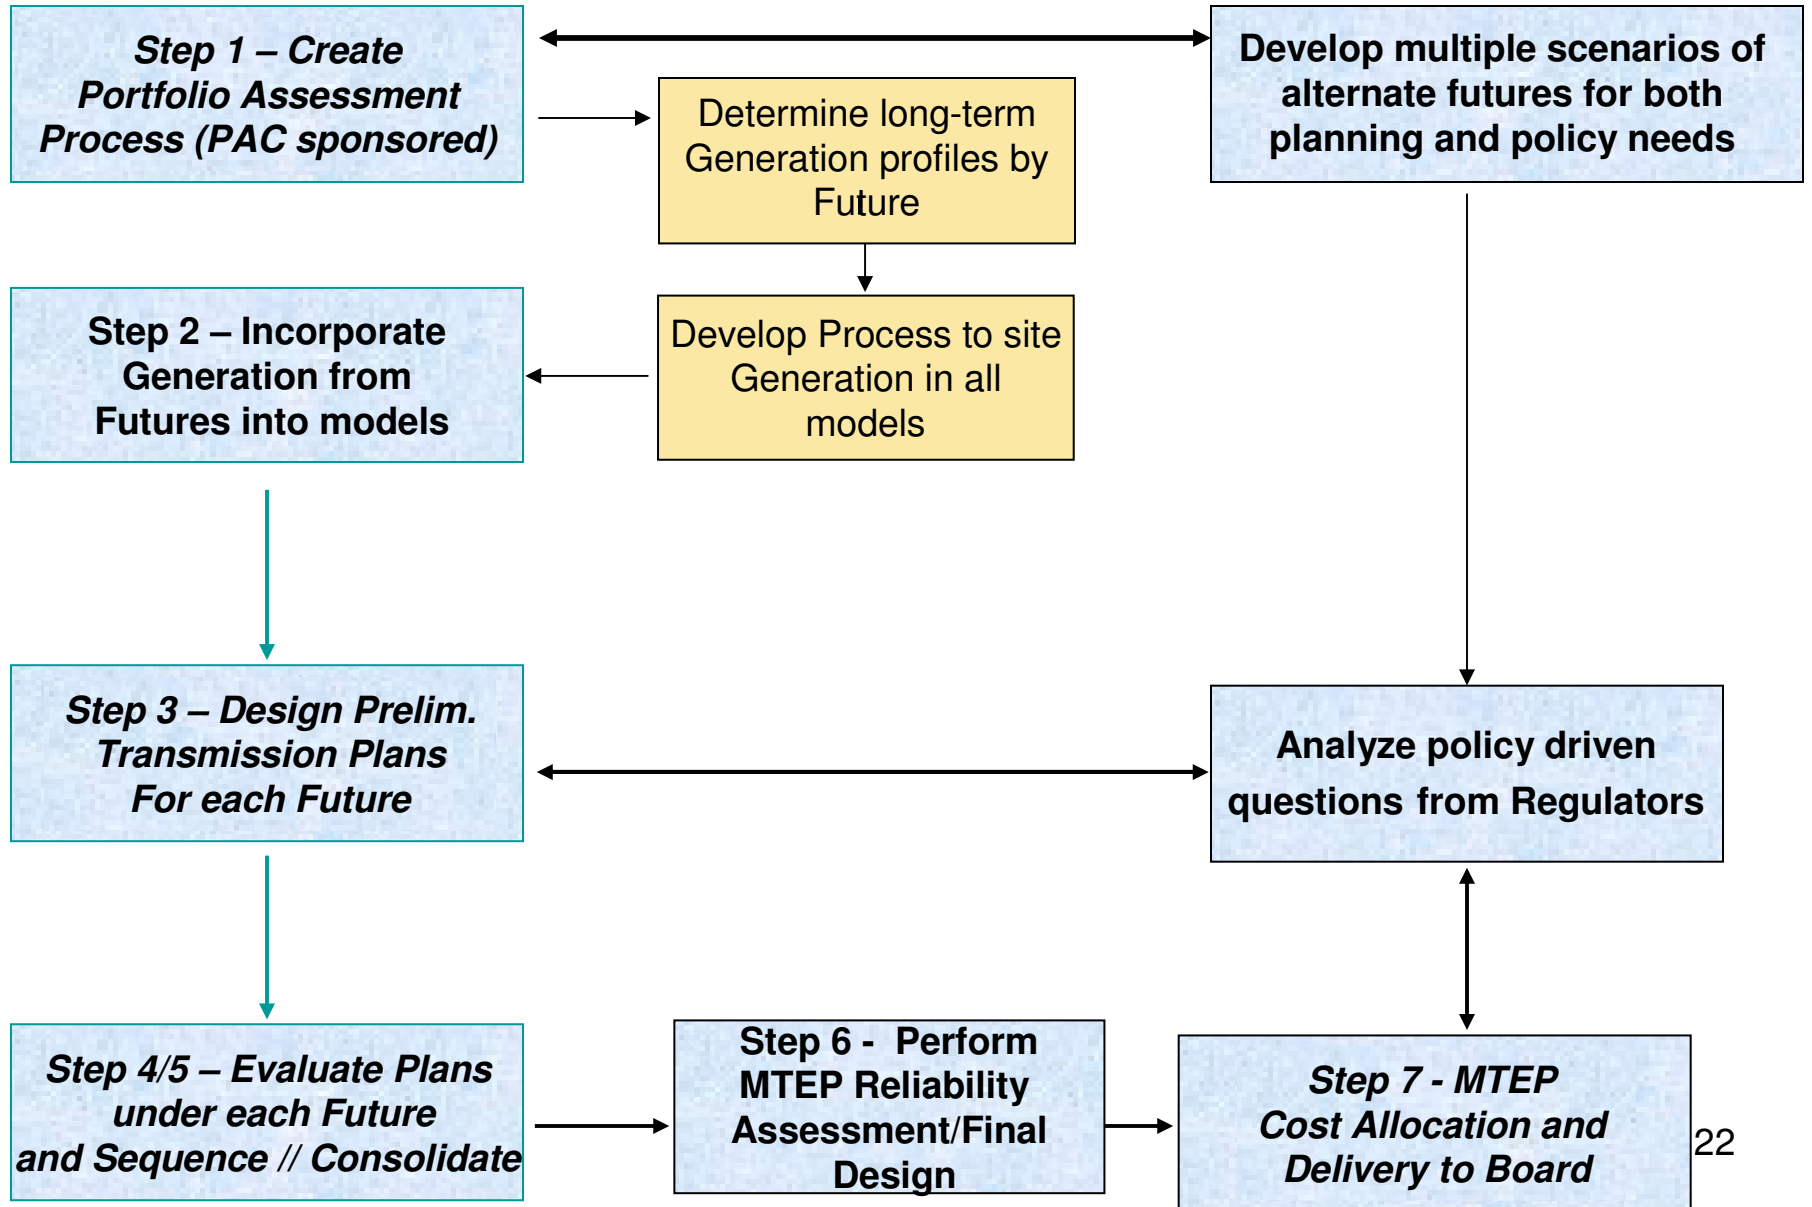 Step 1 – Create
Portfolio Assessment
Process (PAC sponsored)
Develop multiple scenarios of
alternate futures for both
planning and policy needs
Determine long-term
Generation profiles by
Future
Step 2 – Incorporate
Generation from
Futures into models
Develop Process to site
Generation in all
models
Step 3 – Design Prelim.
Transmission Plans
For each Future
Analyze policy driven
questions from Regulators
Step 4/5 – Evaluate Plans
under each Future
and Sequence // Consolidate
Step 6 - Perform
MTEP Reliability
Assessment/Final
Design
Step 7 - MTEP
Cost Allocation and
Delivery to Board
22